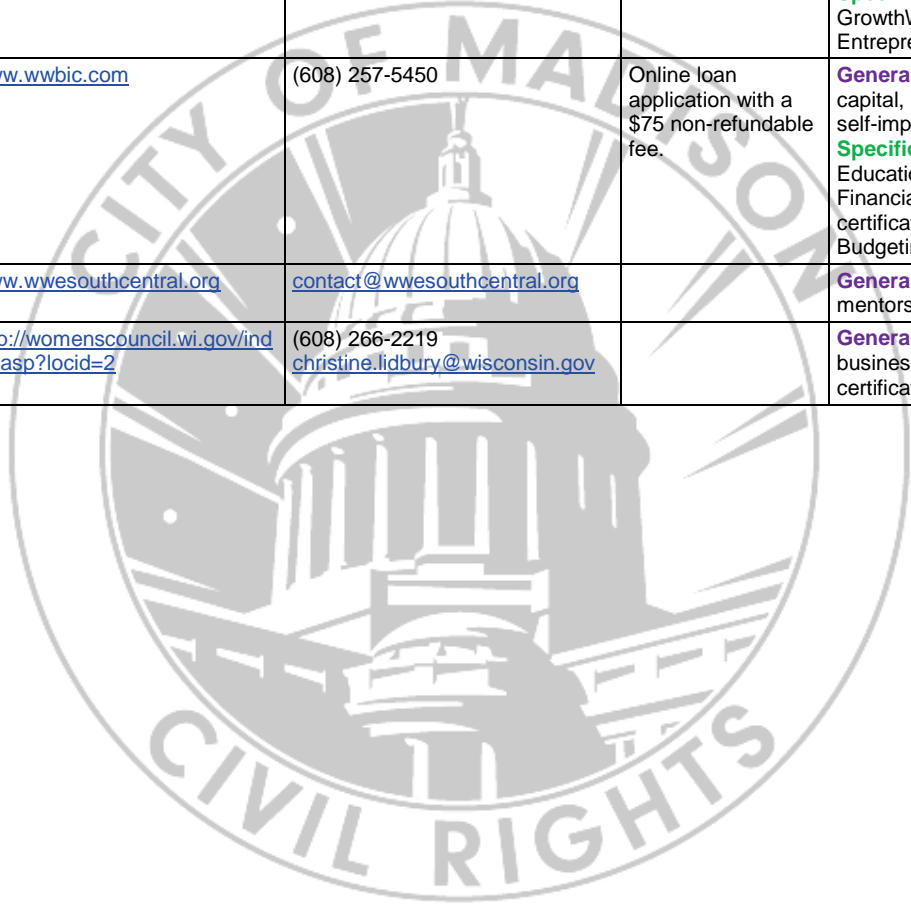 GrowthW
Entrepre
ww.wwbic.com
(608) 257-5450
Online loan
application with a
$75 non-refundable
fee.
Genera
capital,
self-imp
Specific
Educatio
Financia
certifica
Budgeti
ww.wwesouthcentral.org
contact@wwesouthcentral.org
Genera
mentors
p://womenscouncil.wi.gov/ind
asp?locid=2
(608) 266-2219
christine.lidbury@wisconsin.gov
Genera
busines
certifica
CITY OF MADISON
CIVIL RIGHTS